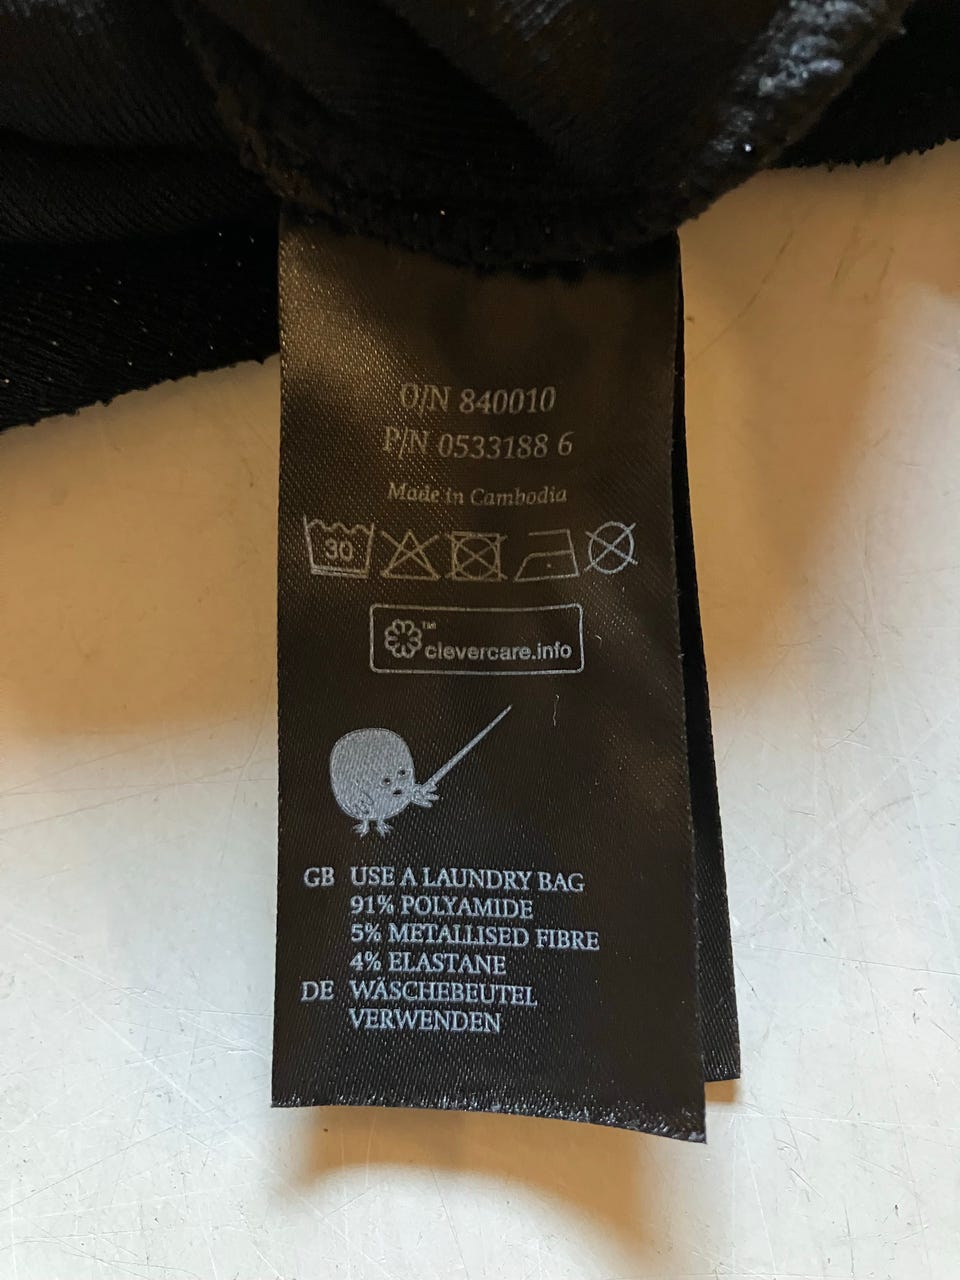 O/N 840010
P/N 0533188 6
Made in Cambodia
30
™
clevercare.info
GB USE A LAUNDRY BAG
91% POLYAMIDE
5% METALLISED FIBRE
4% ELASTANE
DE WÄSCHEBEUTEL
VERWENDEN